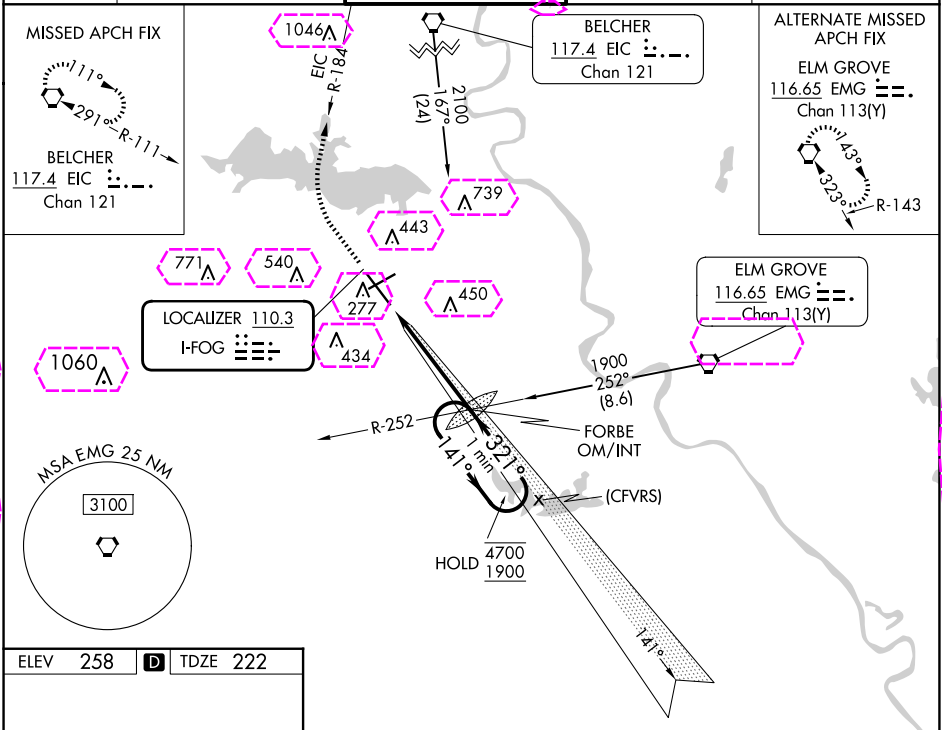 MISSED APCH FIX
111°
291°
R-111
BELCHER
117.4 EIC
Chan 121
1046
EIC
R-184
2100
167°
(24)
BELCHER
117.4 EIC
Chan 121
ALTERNATE MISSED
APCH FIX
ELM GROVE
116.65 EMG
Chan 113(Y)
143°
323°
R-143
739
443
771
540
277
450
434
1060
LOCALIZER 110.3
I-FOG
ELM GROVE
116.65 EMG
Chan 113(Y)
1900
252°
(8.6)
R-252
FORBE
OM/INT
321°
1 min
141°
(CFVRS)
HOLD 4700
1900
141°
MSA EMG 25 NM
3100
ELEV 258 D TDZE 222